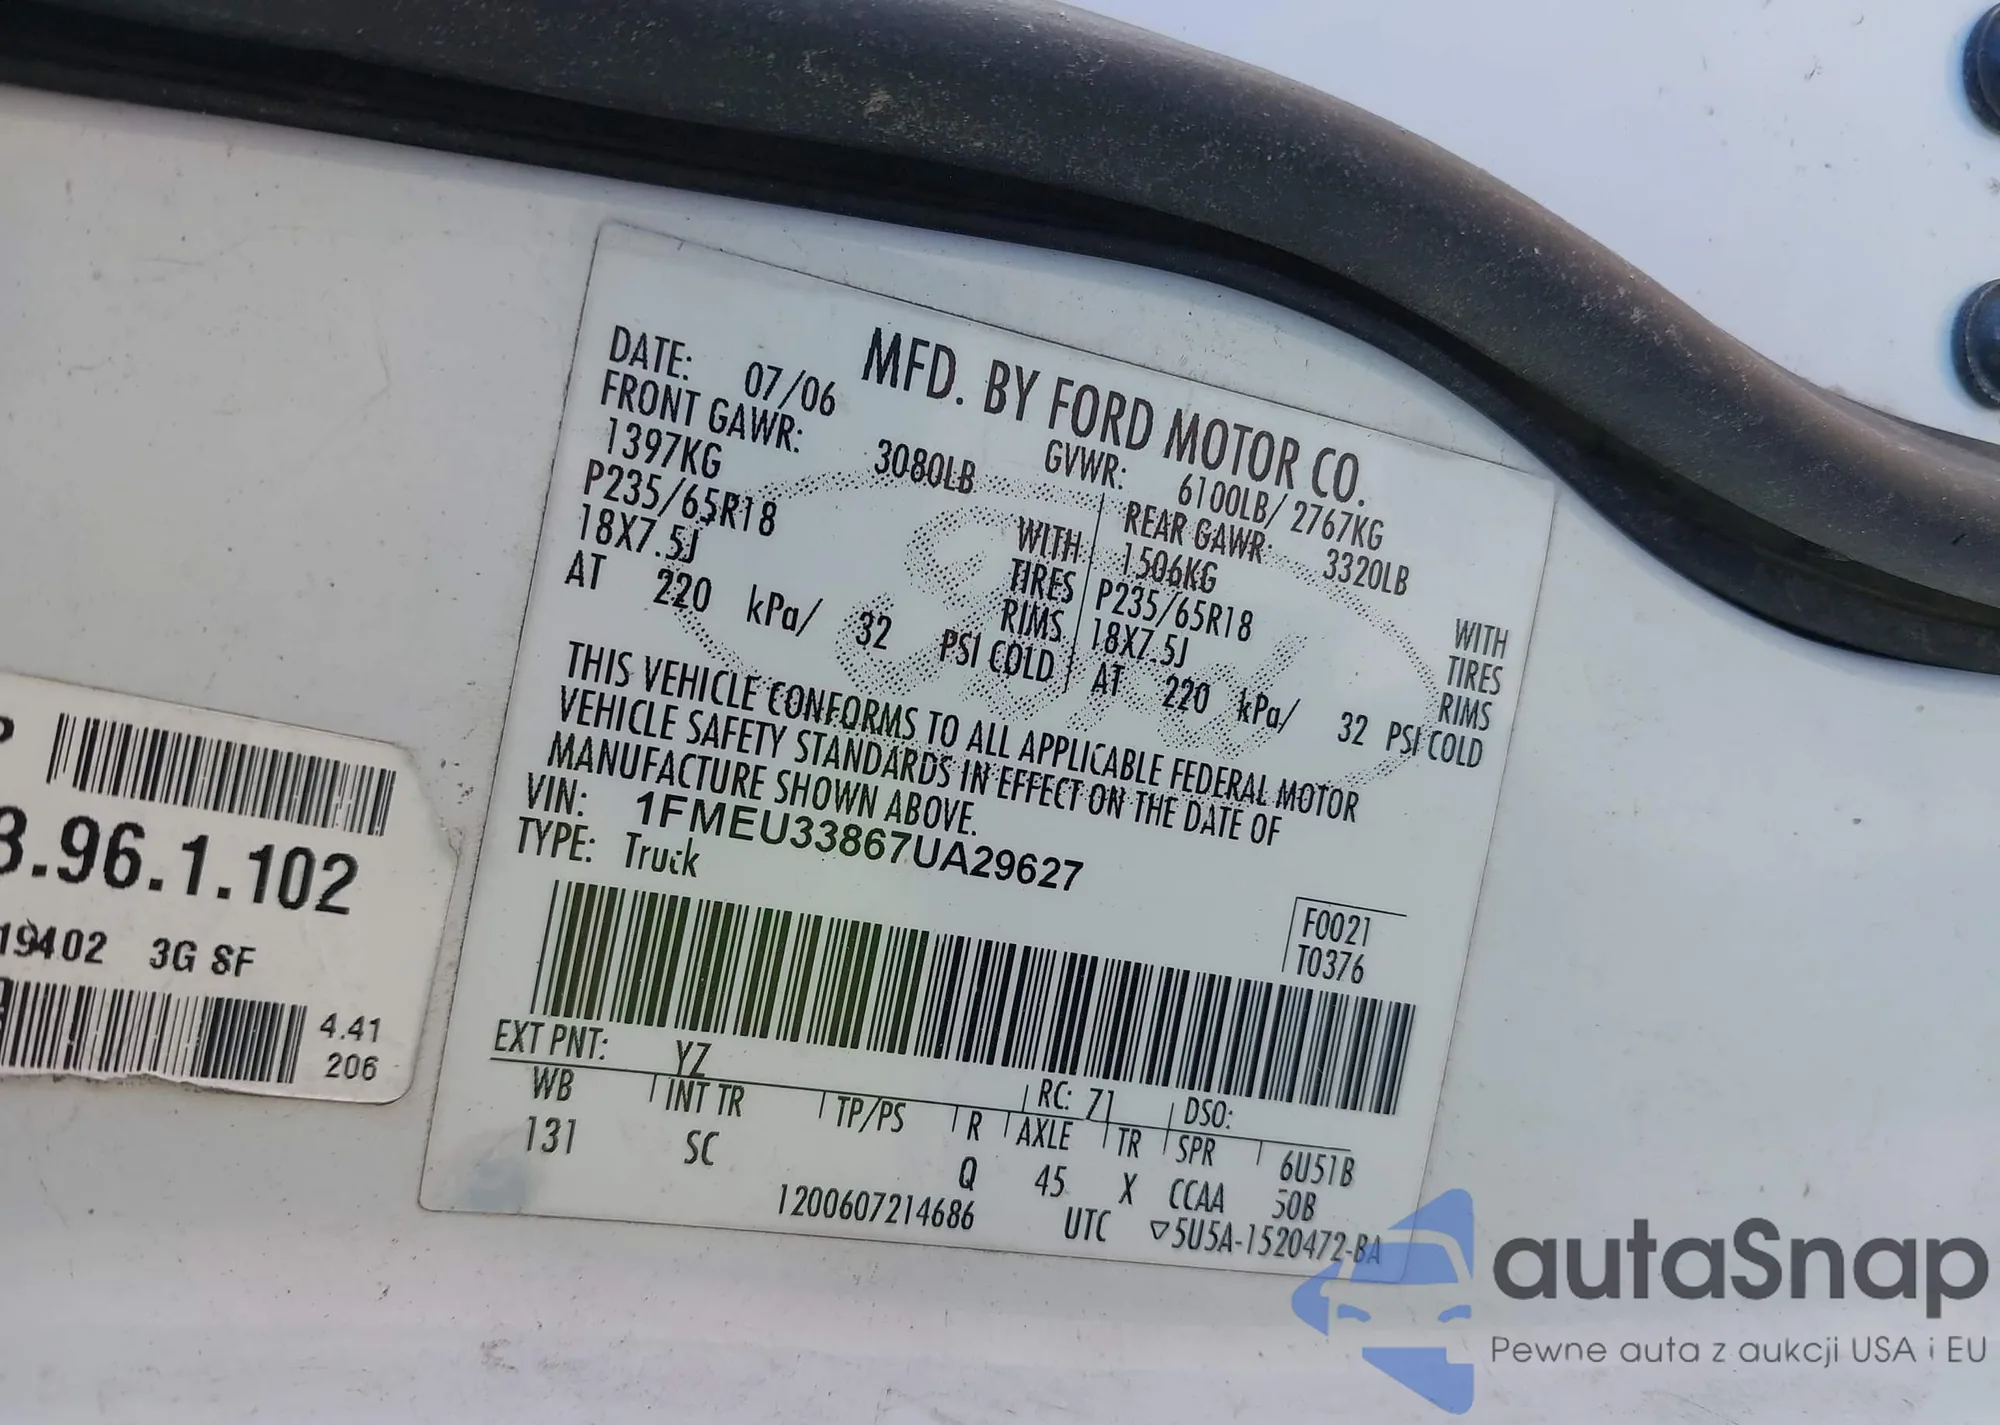 MFD. BY FORD MOTOR CO.
DATE: 07/06 GVWR: 6100LB/ 2767KG
FRONT GAWR: 3080LB REAR GAWR: 3320LB
1397KG WITH 1506KG WITH
P235/65R18 TIRES P235/65R18 TIRES
18X7.5J RIMS 18X7.5J RIMS
AT 220 kPa/ 32 PSI COLD AT 220 kPa/ 32 PSI COLD
THIS VEHICLE CONFORMS TO ALL APPLICABLE FEDERAL MOTOR
VEHICLE SAFETY STANDARDS IN EFFECT ON THE DATE OF
MANUFACTURE SHOWN ABOVE.
VIN: 1FMEU33867UA29627
TYPE: Truck
F0021
T0376
EXT PNT: YZ RC: 71 DSO:
WB INT TR TP/PS R AXLE TR SPR 6U51B
131 SC Q 45 X CCAA 50B
1200607214686 UTC ▽5U5A-1520472-BA
.96.1.102
19402 3G SF
4.41
206
autaSnap
Pewne auta z aukcji USA i EU